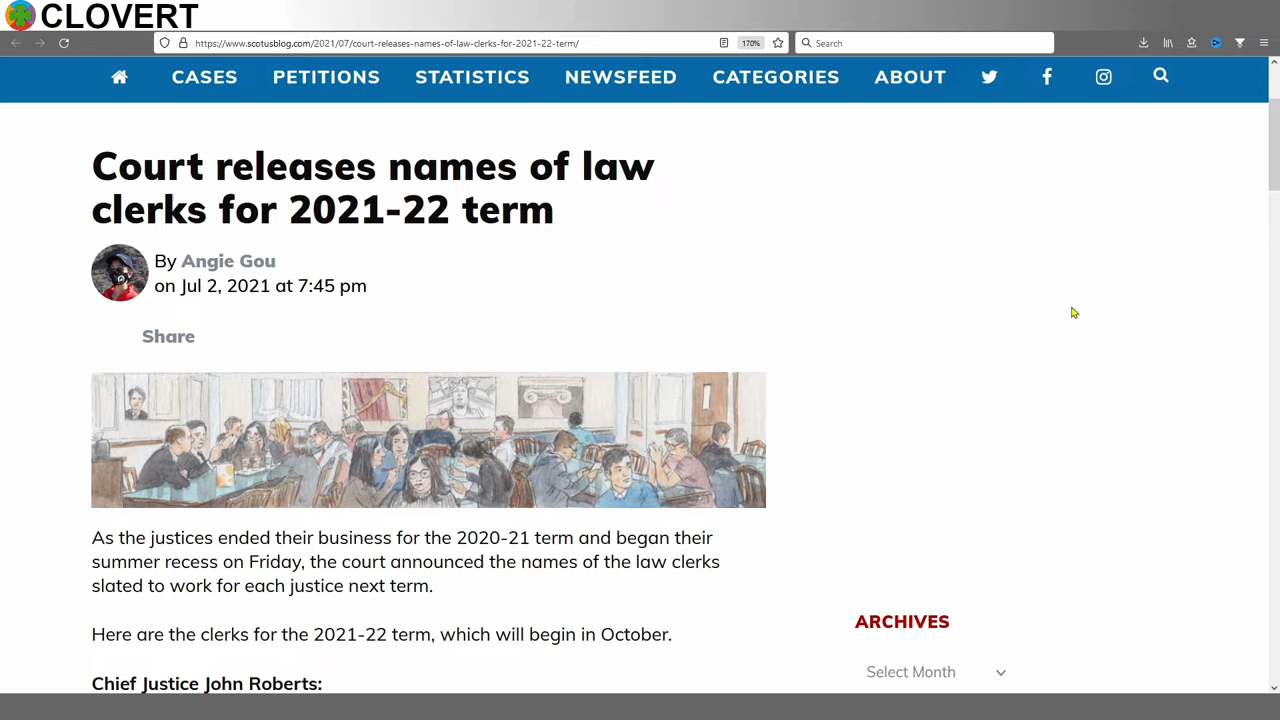 CLOVERT
https://www.scotusblog.com/2021/07/court-releases-names-of-law-clerks-for-2021-22-term/
170%
Search
CASES PETITIONS STATISTICS NEWSFEED CATEGORIES ABOUT
Court releases names of law
clerks for 2021-22 term
By Angie Gou
on Jul 2, 2021 at 7:45 pm
Share
As the justices ended their business for the 2020-21 term and began their
summer recess on Friday, the court announced the names of the law clerks
slated to work for each justice next term.
Here are the clerks for the 2021-22 term, which will begin in October.
Chief Justice John Roberts:
ARCHIVES
Select Month